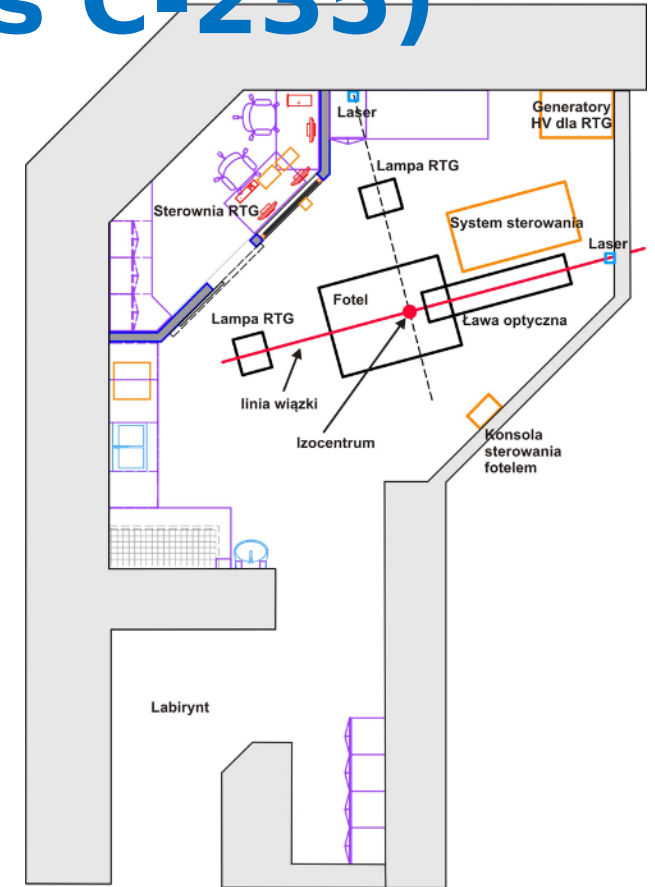 s C-235)
Laser
Generatory
HV dla RTG
Lampa RTG
Sterownia RTG
System sterowania
Laser
Fotel
Lampa RTG
Ława optyczna
linia wiązki
Izocentrum
Konsola
sterowania
fotelem
Labirynt